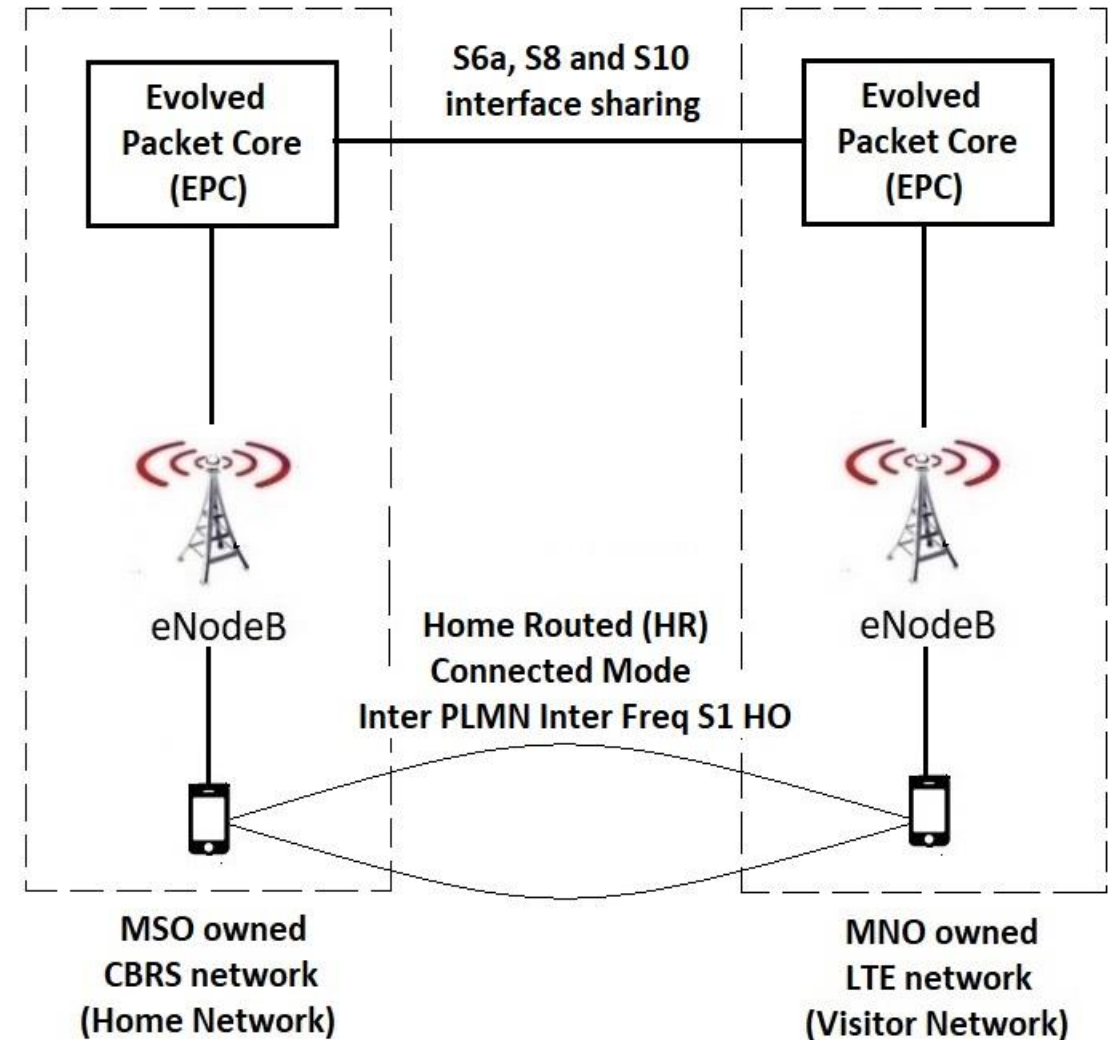 S6a, S8 and S10
interface sharing
Evolved
Packet Core
(EPC)
Evolved
Packet Core
(EPC)
eNodeB
eNodeB
Home Routed (HR)
Connected Mode
Inter PLMN Inter Freq S1 HO
MSO owned
CBRS network
(Home Network)
MNO owned
LTE network
(Visitor Network)